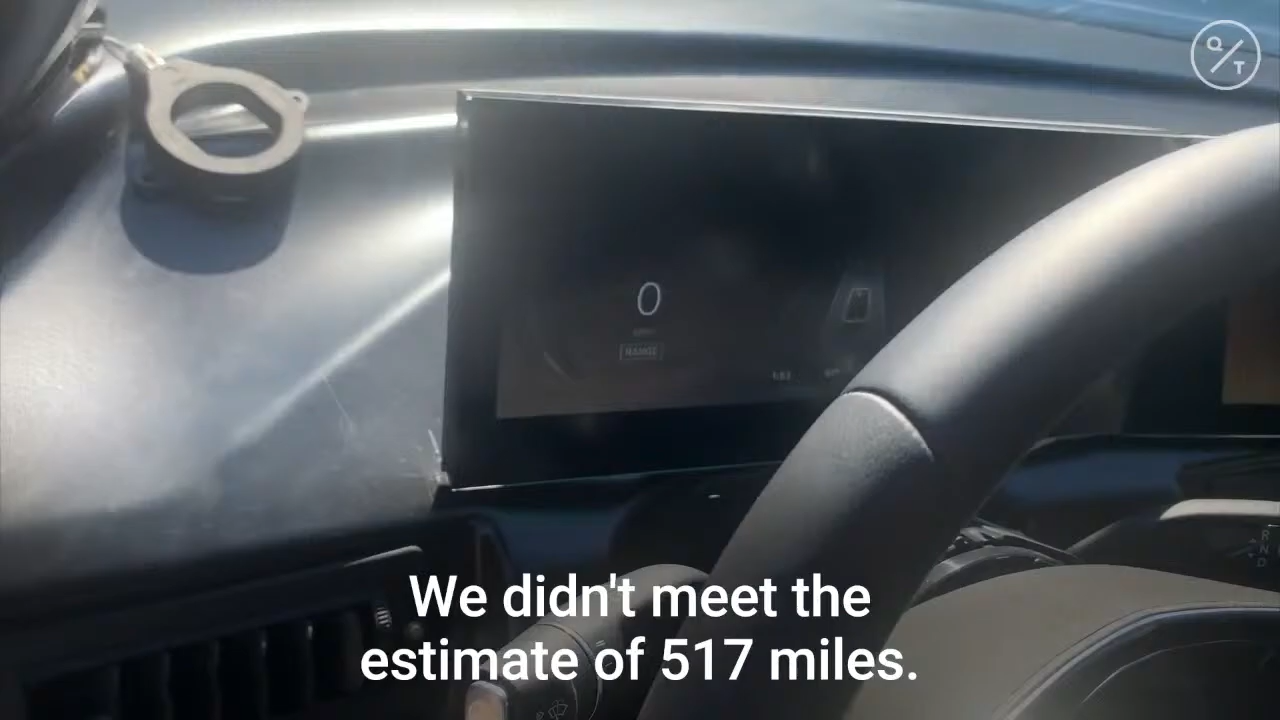 Q
T
0
RANGE
R
N
D
We didn't meet the
estimate of 517 miles.